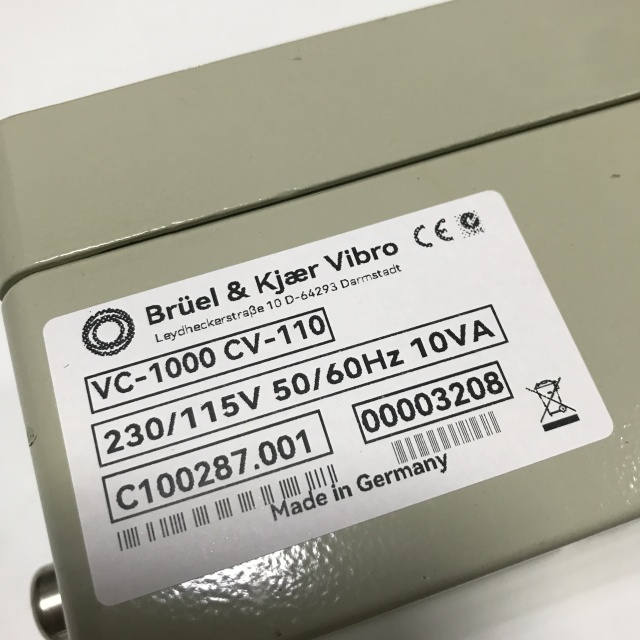 Brüel & Kjær Vibro
Leydheckerstraße 10 D-64293 Darmstadt
CE
VC-1000 CV-110
230/115V 50/60Hz 10VA
C100287.001
00003208
Made in Germany